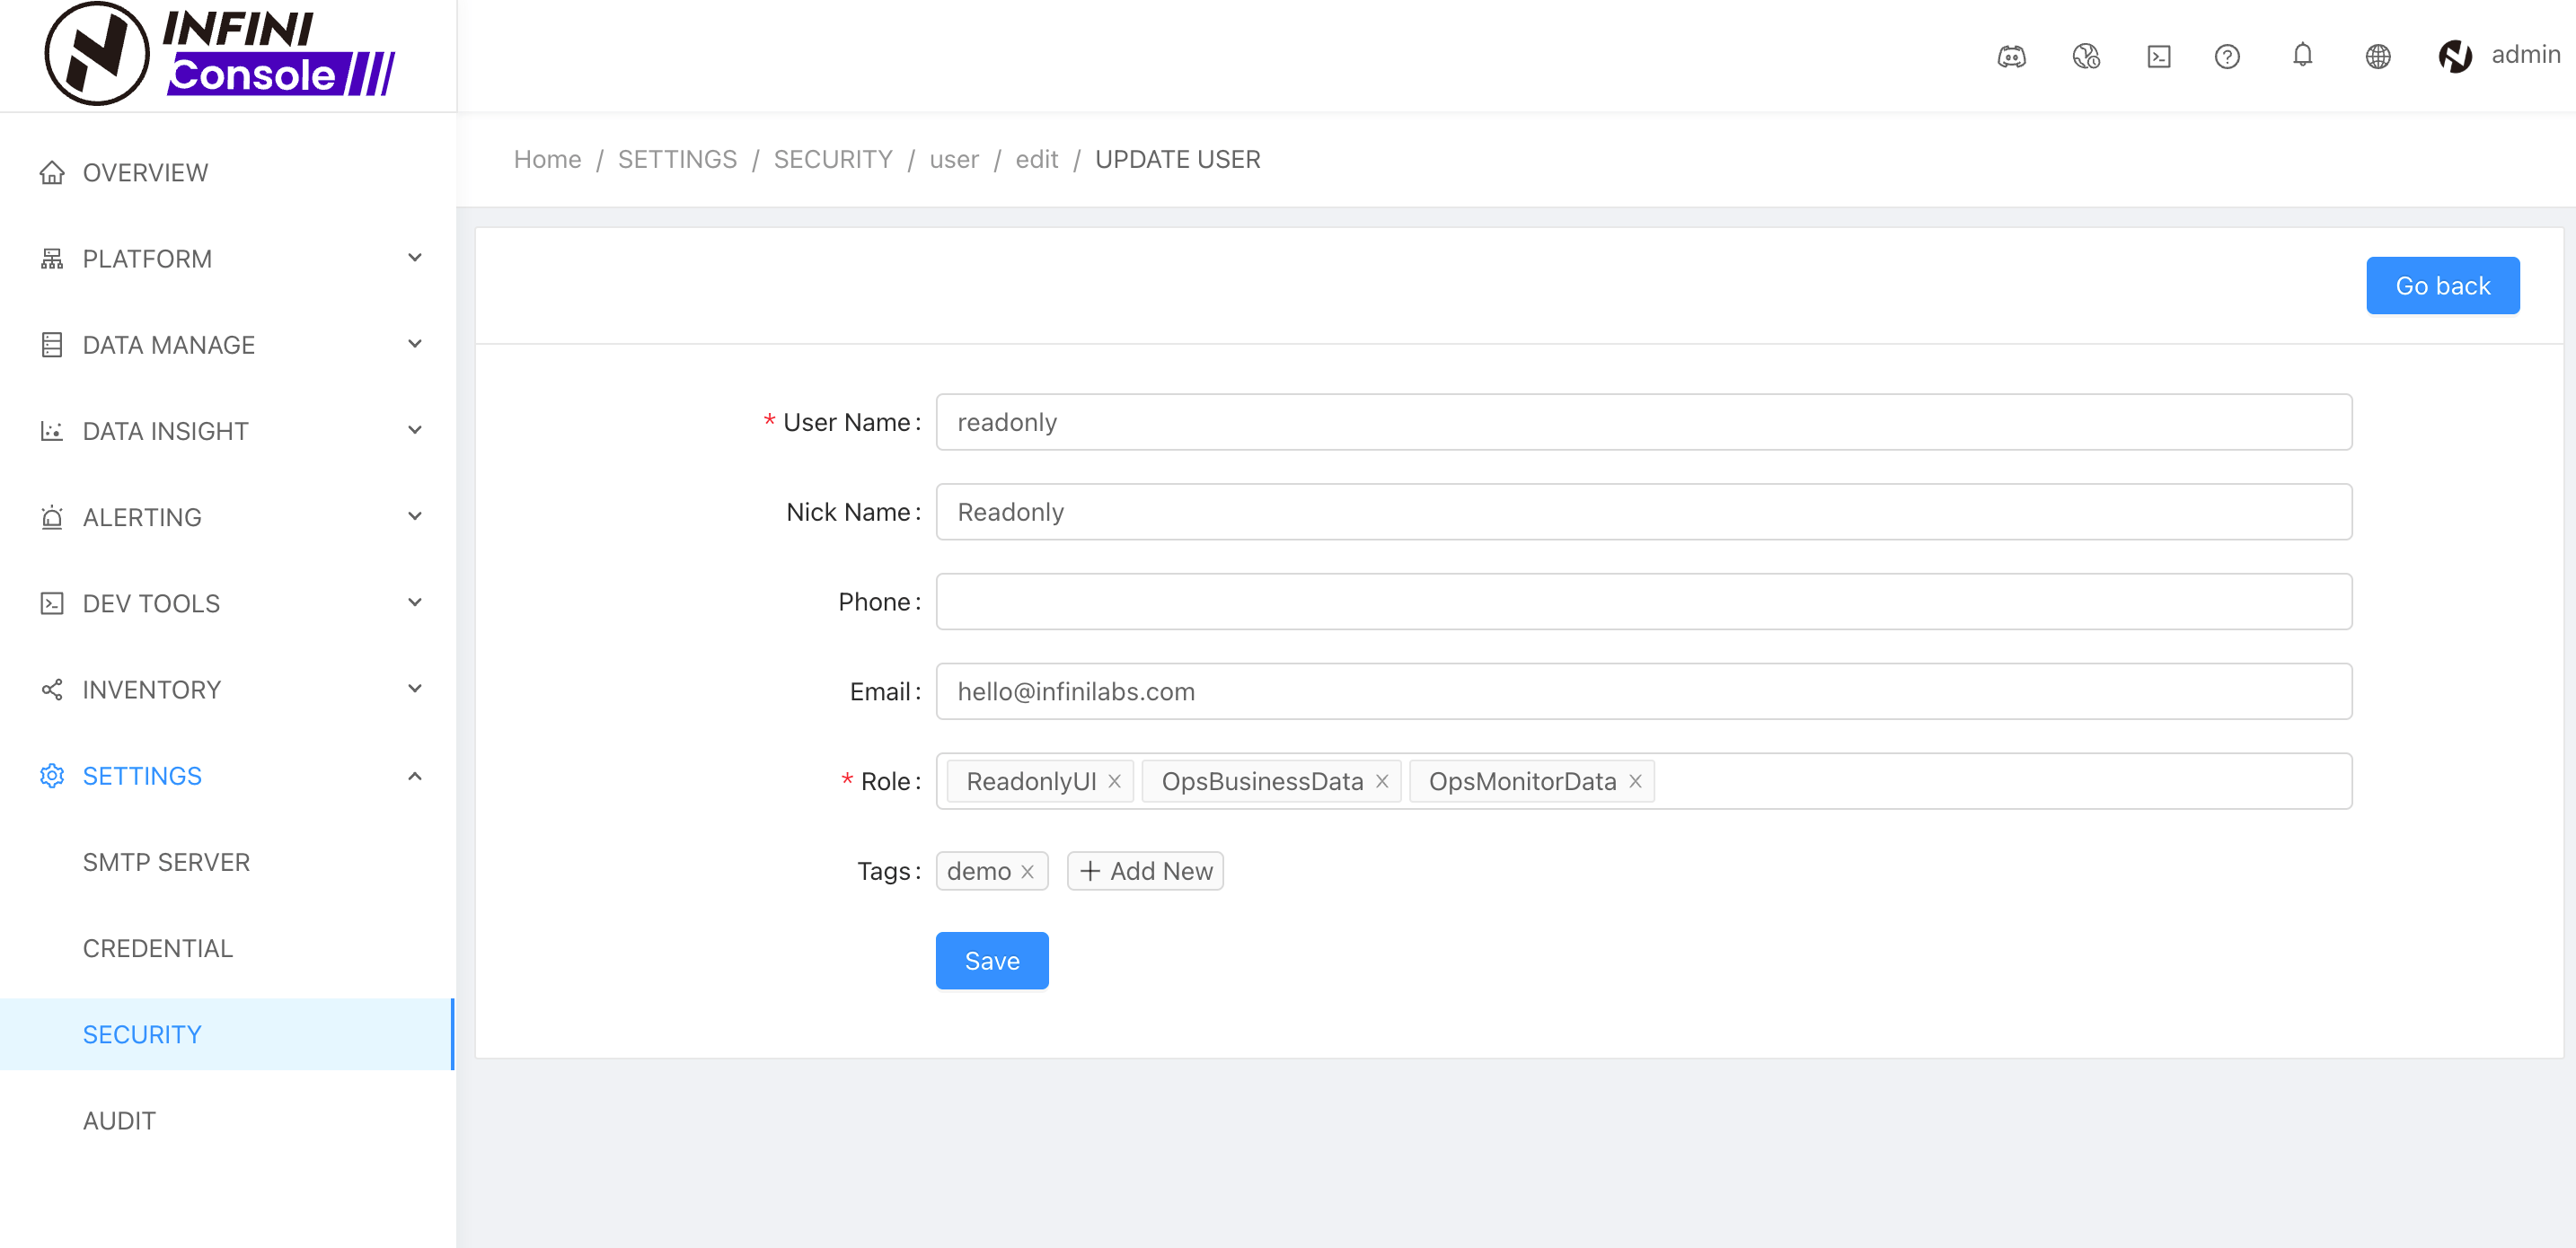 INFINI
Console
admin
Home / SETTINGS / SECURITY / user / edit / UPDATE USER
OVERVIEW
PLATFORM
DATA MANAGE
DATA INSIGHT
ALERTING
DEV TOOLS
INVENTORY
SETTINGS
SMTP SERVER
CREDENTIAL
SECURITY
AUDIT
Go back
* User Name : readonly
Nick Name : Readonly
Phone :
Email : hello@infinilabs.com
* Role : ReadonlyUI OpsBusinessData OpsMonitorData
Tags : demo + Add New
Save